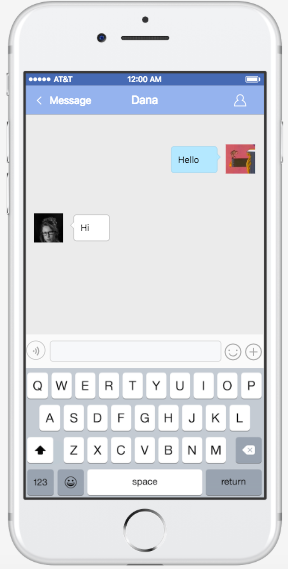 AT&T 12:00 AM
Message Dana
Hello
Hi
Q W E R T Y U I O P
A S D F G H J K L
Z X C V B N M
123 space return